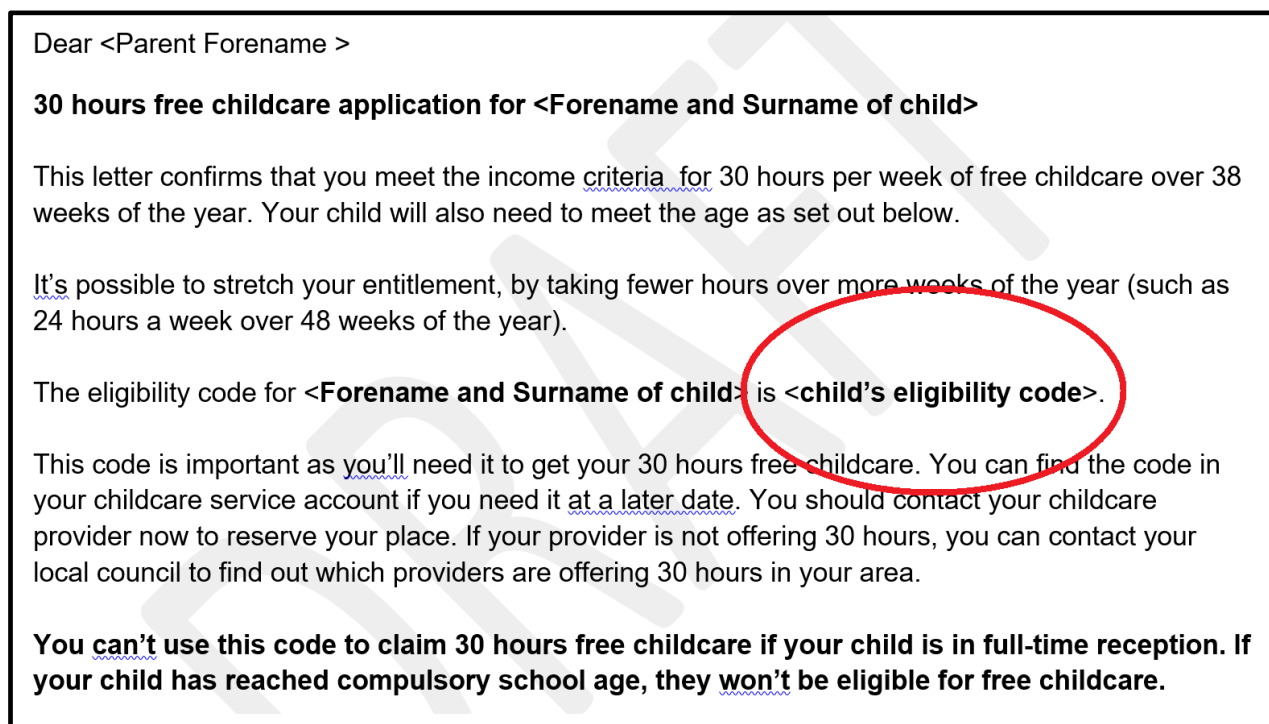 Dear <Parent Forename >
30 hours free childcare application for <Forename and Surname of child>
This letter confirms that you meet the income criteria  for 30 hours per week of free childcare over 38
weeks of the year. Your child will also need to meet the age as set out below.
It's possible to stretch your entitlement, by taking fewer hours over more weeks of the year (such as
24 hours a week over 48 weeks of the year).
The eligibility code for <Forename and Surname of child> is <child's eligibility code>.
This code is important as you'll need it to get your 30 hours free childcare. You can find the code in
your childcare service account if you need it at a later date. You should contact your childcare
provider now to reserve your place. If your provider is not offering 30 hours, you can contact your
local council to find out which providers are offering 30 hours in your area.
You can't use this code to claim 30 hours free childcare if your child is in full-time reception. If
your child has reached compulsory school age, they won't be eligible for free childcare.
DRAFT